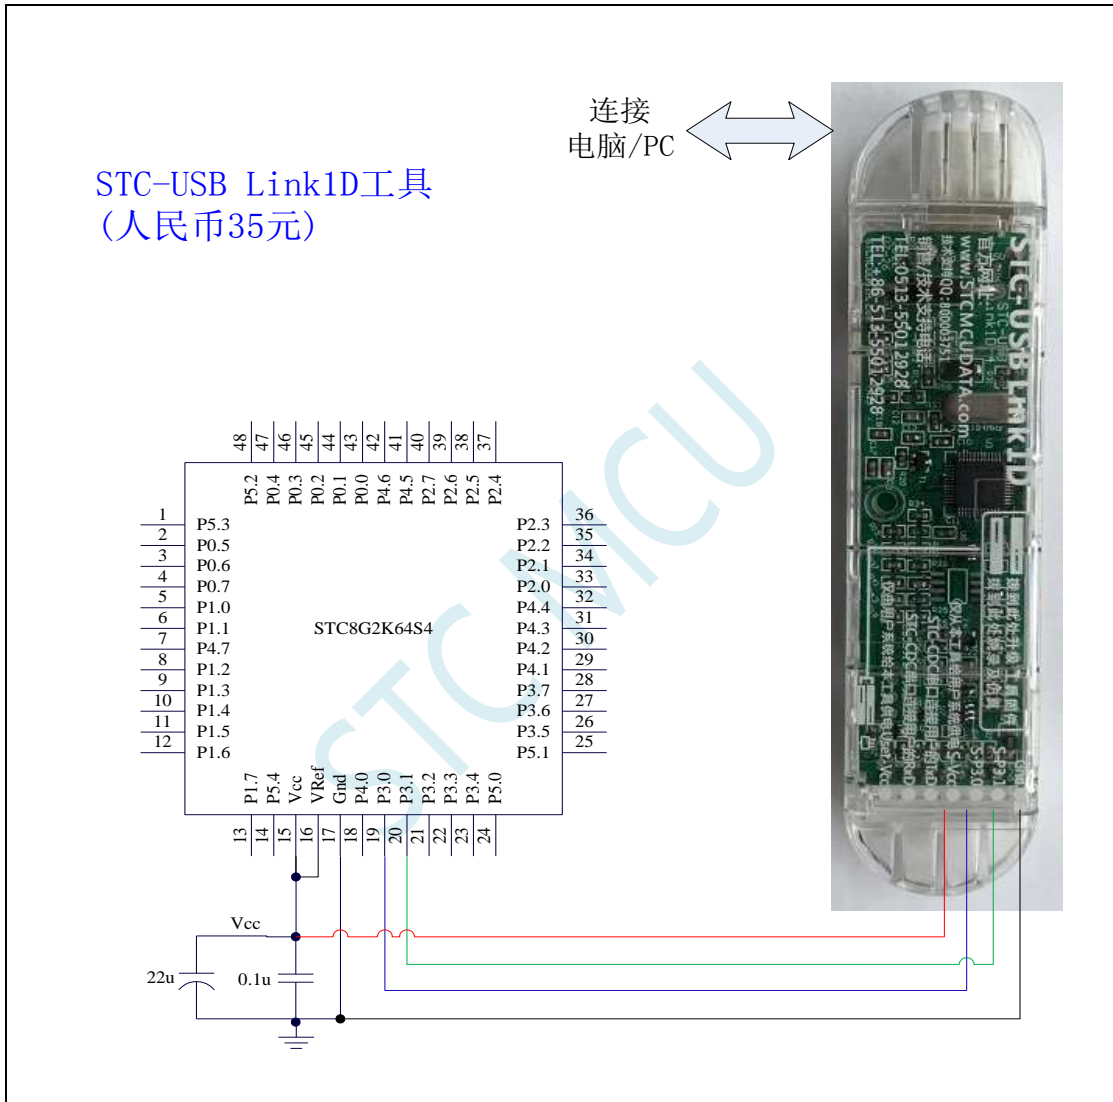 连接
电脑/PC
STC-USB Link1D工具
(人民币35元)
STC-USB Link1D
www.STCMCUDATA.com
TEL:0513-55012928
TEL:+86-513-55012928
48 47 46 45 44 43 42 41 40 39 38 37
P5.2 P0.4 P0.3 P0.2 P0.1 P0.0 P4.6 P4.5 P2.7 P2.6 P2.5 P2.4
1 P5.3
2 P0.5
3 P0.6
4 P0.7
5 P1.0
6 P1.1
7 P4.7
8 P1.2
9 P1.3
10 P1.4
11 P1.5
12 P1.6
STC8G2K64S4
P2.3 36
P2.2 35
P2.1 34
P2.0 33
P4.4 32
P4.3 31
P4.2 30
P4.1 29
P3.7 28
P3.6 27
P3.5 26
P5.1 25
P1.7 P5.4 Vcc VRef Gnd P4.0 P3.0 P3.1 P3.2 P3.3 P3.4 P5.0
13 14 15 16 17 18 19 20 21 22 23 24
STC MCU
Vcc
22u
0.1u